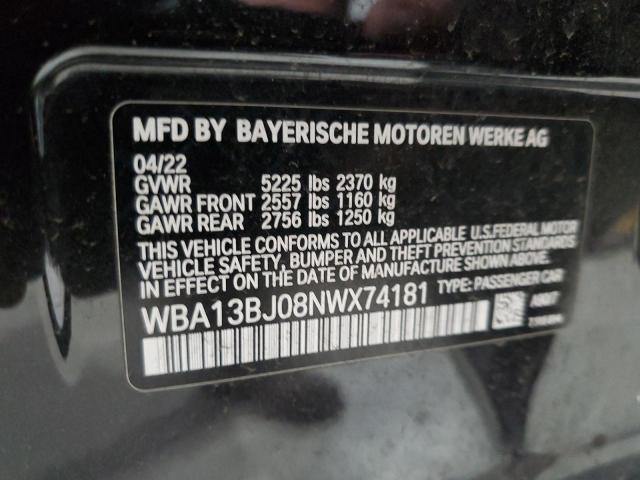 MFD BY BAYERISCHE MOTOREN WERKE AG
04/22
GVWR 5225 lbs 2370 kg
GAWR FRONT 2557 lbs 1160 kg
GAWR REAR 2756 lbs 1250 kg
THIS VEHICLE CONFORMS TO ALL APPLICABLE U.S.FEDERAL MOTOR
VEHICLE SAFETY, BUMPER, AND THEFT PREVENTION STANDARDS
IN EFFECT ON THE DATE OF MANUFACTURE SHOWN ABOVE.
WBA13BJ08NWX74181 TYPE: PASSENGER CAR